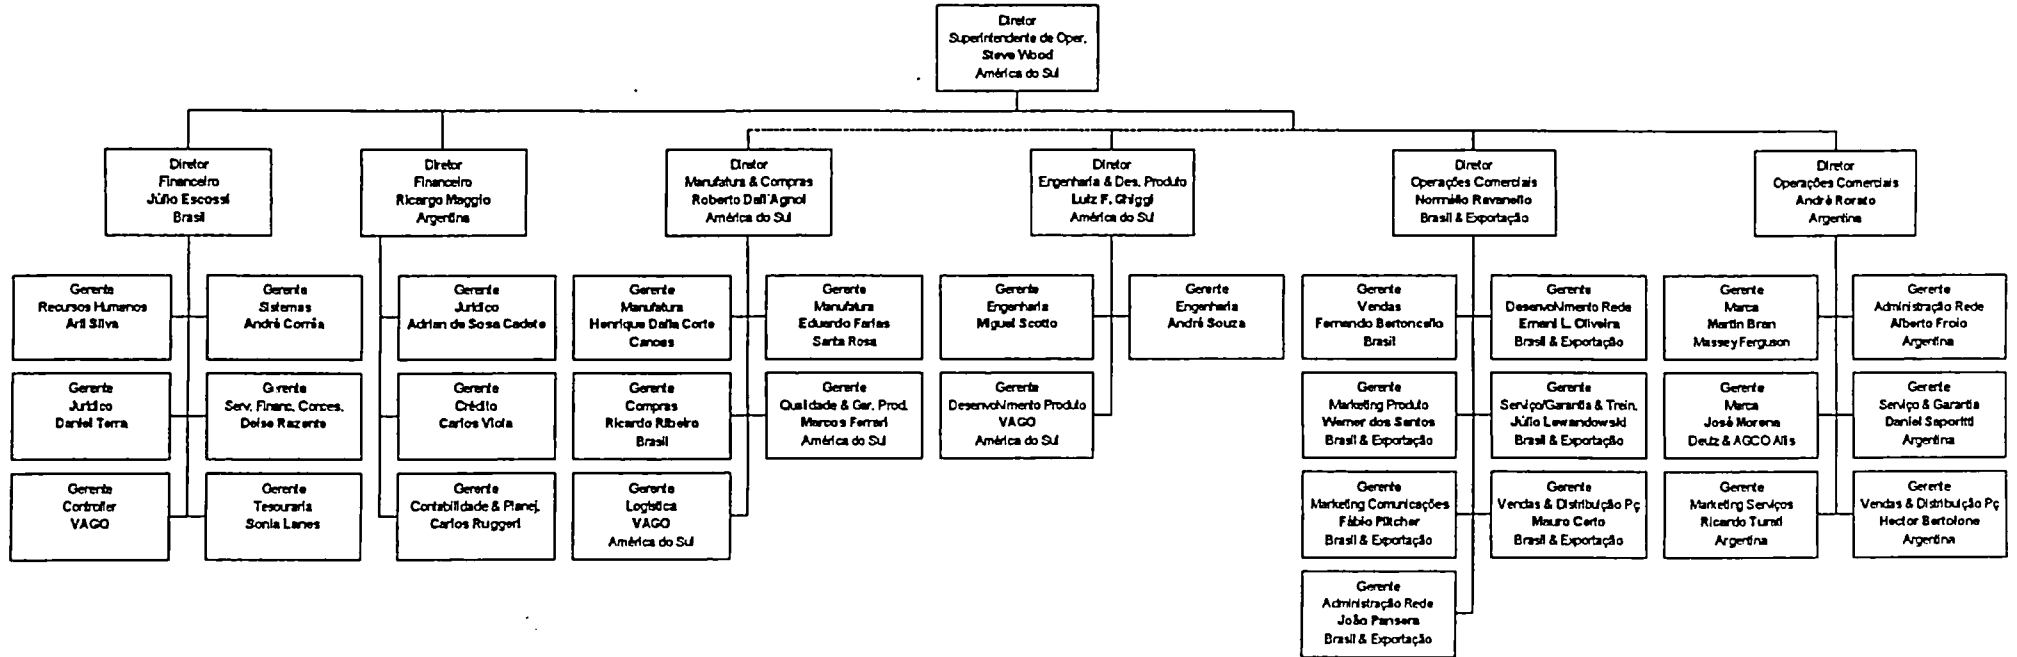 Diretor
Superintendente de Oper.
Steve Wood
América do Sul
Diretor
Financeiro
Júlio Escossi
Brasil
Diretor
Financeiro
Ricargo Maggio
Argentina
Diretor
Manufatura & Compras
Roberto Dall'Agnol
América do Sul
Diretor
Engenharia & Des. Produto
Luiz F. Ghiggi
América do Sul
Diretor
Operações Comerciais
Normélio Ravanello
Brasil & Exportação
Diretor
Operações Comerciais
André Rorato
Argentina
Gerente
Recursos Humanos
Aril Silva
Gerente
Sistemas
André Corrêa
Gerente
Jurídico
Adrian de Sosa Cadete
Gerente
Manufatura
Henrique Dalla Corte
Canoas
Gerente
Manufatura
Eduardo Farias
Santa Rosa
Gerente
Engenharia
Miguel Scotto
Gerente
Engenharia
André Souza
Gerente
Vendas
Fernando Bertoncello
Brasil
Gerente
Desenvolvimento Rede
Ernani L. Oliveira
Brasil & Exportação
Gerente
Marca
Martin Bran
Massey Ferguson
Gerente
Administração Rede
Alberto Froio
Argentina
Gerente
Jurídico
Daniel Terra
Gerente
Serv. Financ. Conces.
Deise Razente
Gerente
Crédito
Carlos Viola
Gerente
Compras
Ricardo Ribeiro
Brasil
Gerente
Qualidade & Gar. Prod.
Marcos Ferrari
América do Sul
Gerente
Desenvolvimento Produto
VAGO
América do Sul
Gerente
Marketing Produto
Werner dos Santos
Brasil & Exportação
Gerente
Serviço/Garantia & Trein.
Júlio Lewandowski
Brasil & Exportação
Gerente
Marca
José Morena
Deutz & AGCO Allis
Gerente
Serviço & Garantia
Daniel Saporitti
Argentina
Gerente
Controller
VAGO
Gerente
Tesouraria
Sonia Lanes
Gerente
Contabilidade & Planej.
Carlos Ruggeri
Gerente
Logística
VAGO
América do Sul
Gerente
Marketing Comunicações
Fábio Piltcher
Brasil & Exportação
Gerente
Vendas & Distribuição Pç
Mauro Certo
Brasil & Exportação
Gerente
Marketing Serviços
Ricardo Turati
Argentina
Gerente
Vendas & Distribuição Pç
Hector Bertolone
Argentina
Gerente
Administração Rede
João Pansera
Brasil & Exportação